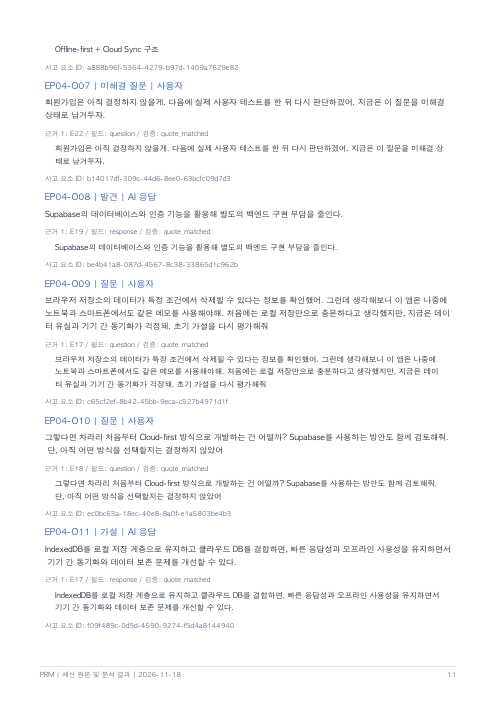 Offline-first + Cloud Sync 구조
사고 요소 ID: a888b96f-5364-4279-b97d-1409a7629e82
EP04-O07 | 미해결 질문 | 사용자
회원가입은 아직 결정하지 않을게. 다음에 실제 사용자 테스트를 한 뒤 다시 판단하겠어. 지금은 이 질문을 미해결
상태로 남겨두자.
근거 1: E22 / 필드: question / 검증: quote_matched
회원가입은 아직 결정하지 않을게. 다음에 실제 사용자 테스트를 한 뒤 다시 판단하겠어. 지금은 이 질문을 미해결 상
태로 남겨두자.
사고 요소 ID: b14017df-309c-44d6-8ee0-63bcfc09d7d3
EP04-O08 | 발견 | AI 응답
Supabase의 데이터베이스와 인증 기능을 활용해 별도의 백엔드 구현 부담을 줄인다.
근거 1: E19 / 필드: response / 검증: quote_matched
Supabase의 데이터베이스와 인증 기능을 활용해 별도의 백엔드 구현 부담을 줄인다.
사고 요소 ID: be4b41a8-087d-4567-8c38-33865d1c962b
EP04-O09 | 질문 | 사용자
브라우저 저장소의 데이터가 특정 조건에서 삭제될 수 있다는 정보를 확인했어. 그런데 생각해보니 이 앱은 나중에
노트북과 스마트폰에서도 같은 메모를 사용해야해. 처음에는 로컬 저장만으로 충분하다고 생각했지만, 지금은 데이
터 유실과 기기 간 동기화가 걱정돼. 초기 가설을 다시 평가해줘
근거 1: E17 / 필드: question / 검증: quote_matched
브라우저 저장소의 데이터가 특정 조건에서 삭제될 수 있다는 정보를 확인했어. 그런데 생각해보니 이 앱은 나중에
노트북과 스마트폰에서도 같은 메모를 사용해야해. 처음에는 로컬 저장만으로 충분하다고 생각했지만, 지금은 데이
터 유실과 기기 간 동기화가 걱정돼. 초기 가설을 다시 평가해줘
사고 요소 ID: c65cf2ef-8b42-45bb-9eca-c527b4971d1f
EP04-O10 | 질문 | 사용자
그렇다면 차라리 처음부터 Cloud-first 방식으로 개발하는 건 어떨까? Supabase를 사용하는 방안도 함께 검토해줘.
단, 아직 어떤 방식을 선택할지는 결정하지 않았어
근거 1: E18 / 필드: question / 검증: quote_matched
그렇다면 차라리 처음부터 Cloud-first 방식으로 개발하는 건 어떨까? Supabase를 사용하는 방안도 함께 검토해줘.
단, 아직 어떤 방식을 선택할지는 결정하지 않았어
사고 요소 ID: ec0bc63a-18ec-40e8-8a0f-e1a5803be4b3
EP04-O11 | 가설 | AI 응답
IndexedDB를 로컬 저장 계층으로 유지하고 클라우드 DB를 결합하면, 빠른 응답성과 오프라인 사용성을 유지하면서
기기 간 동기화와 데이터 보존 문제를 개선할 수 있다.
근거 1: E17 / 필드: response / 검증: quote_matched
IndexedDB를 로컬 저장 계층으로 유지하고 클라우드 DB를 결합하면, 빠른 응답성과 오프라인 사용성을 유지하면서
기기 간 동기화와 데이터 보존 문제를 개선할 수 있다.
사고 요소 ID: f09f489c-0d5d-4590-9274-f5d4a8144940
PRM | 세션 원문 및 분석 결과 | 2026-11-18
11